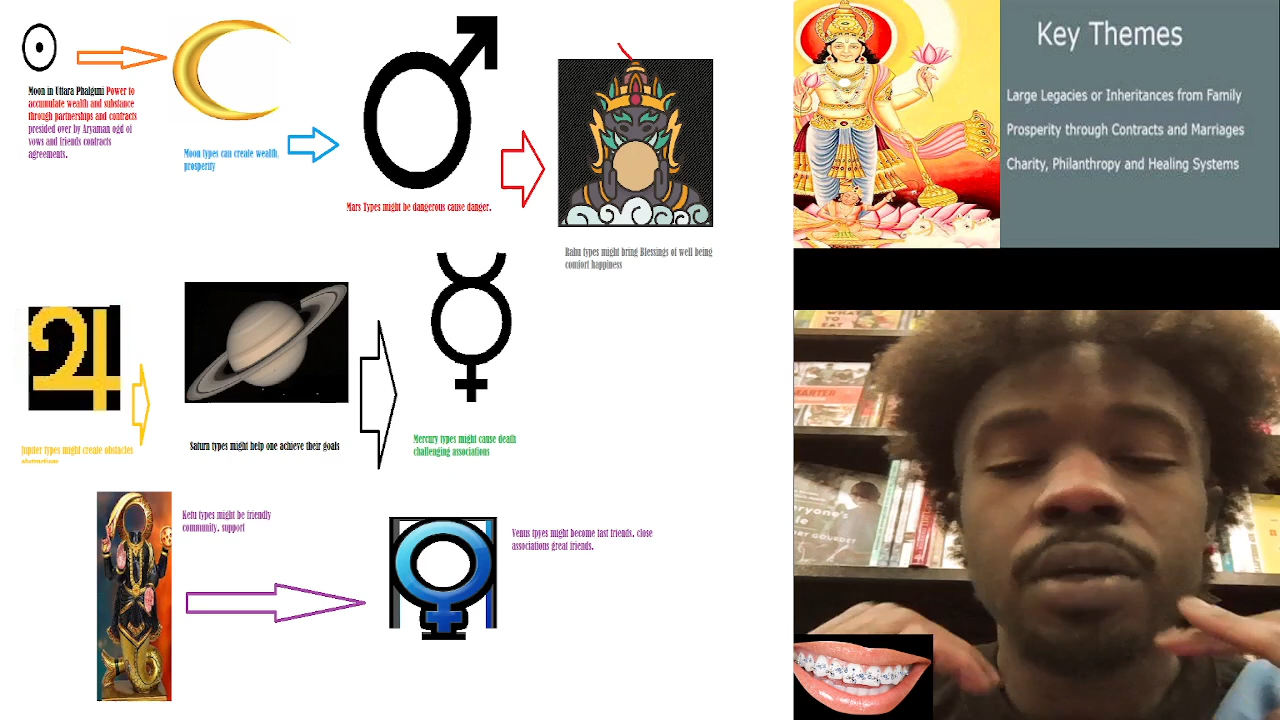 Moon in Uttara Phalguni Power to
accumulate wealth and substance
through partnerships and contracts
presided over by Aryaman ogd of
vows and friends contracts
agreements.
Moon types can create wealth,
prosperity
Mars Types might be dangerous cause danger.
Rahu types might bring Blessings of well being
comfort happiness
Jupiter types might create obstacles
obstructions
Saturn types might help one achieve their goals
Mercury types might cause death
challenging associations
Ketu types might be friendly
community, support
Venus tpyes might become fast friends, close
associations great friends.
Key Themes
Large Legacies or Inheritances from Family
Prosperity through Contracts and Marriages
Charity, Philanthropy and Healing Systems